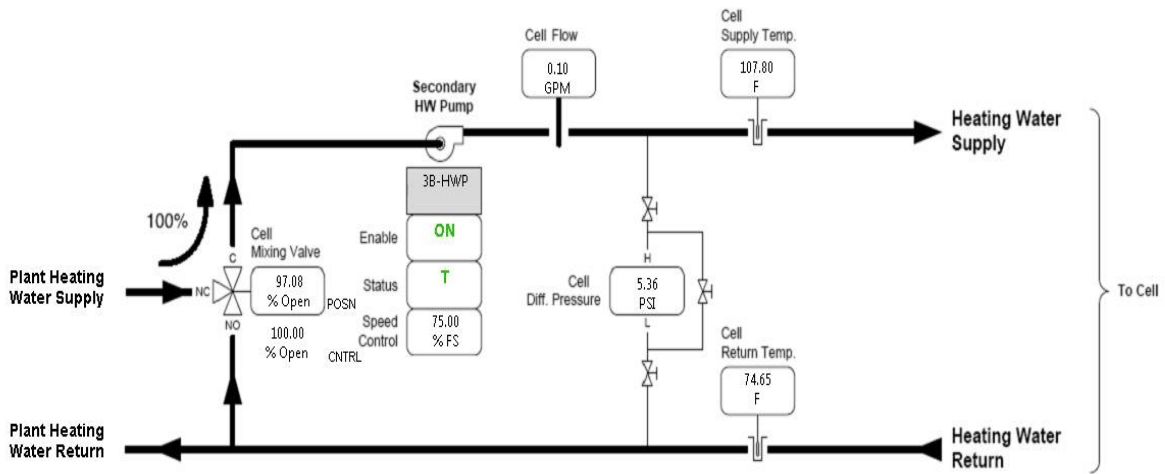 Cell Flow
0.10
GPM
Cell
Supply Temp.
107.80
F
Secondary
HW Pump
Heating Water
Supply
3B-HWP
100%
Enable
ON
Cell
Mixing Valve
C
Plant Heating
Water Supply
NC
97.08
% Open
POSN
Status
T
H
Cell
Diff. Pressure
5.36
PSI
To Cell
NO
100.00
% Open
CNTRL
Speed
Control
75.00
% FS
L
Cell
Return Temp.
74.65
F
Plant Heating
Water Return
Heating Water
Return